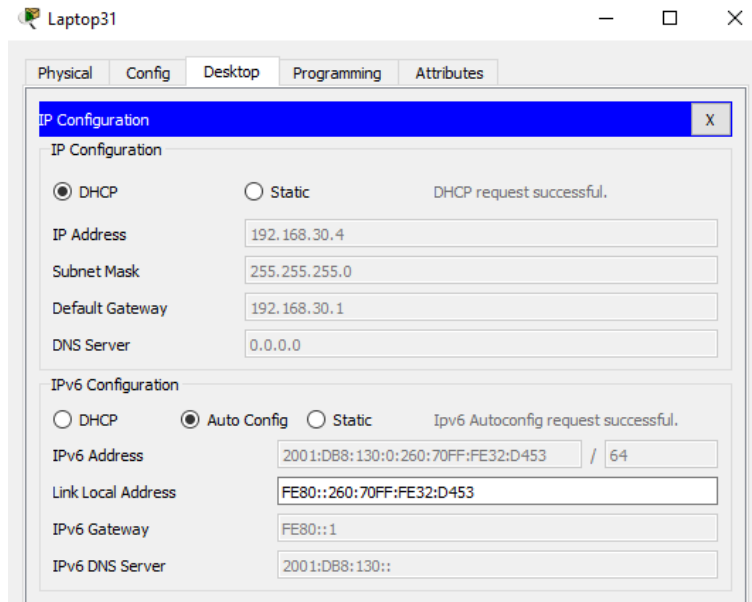 Laptop31
Physical Config Desktop Programming Attributes
IP Configuration X
IP Configuration
DHCP Static DHCP request successful.
IP Address 192.168.30.4
Subnet Mask 255.255.255.0
Default Gateway 192.168.30.1
DNS Server 0.0.0.0
IPv6 Configuration
DHCP Auto Config Static Ipv6 Autoconfig request successful.
IPv6 Address 2001:DB8:130:0:260:70FF:FE32:D453 / 64
Link Local Address FE80::260:70FF:FE32:D453
IPv6 Gateway FE80::1
IPv6 DNS Server 2001:DB8:130::